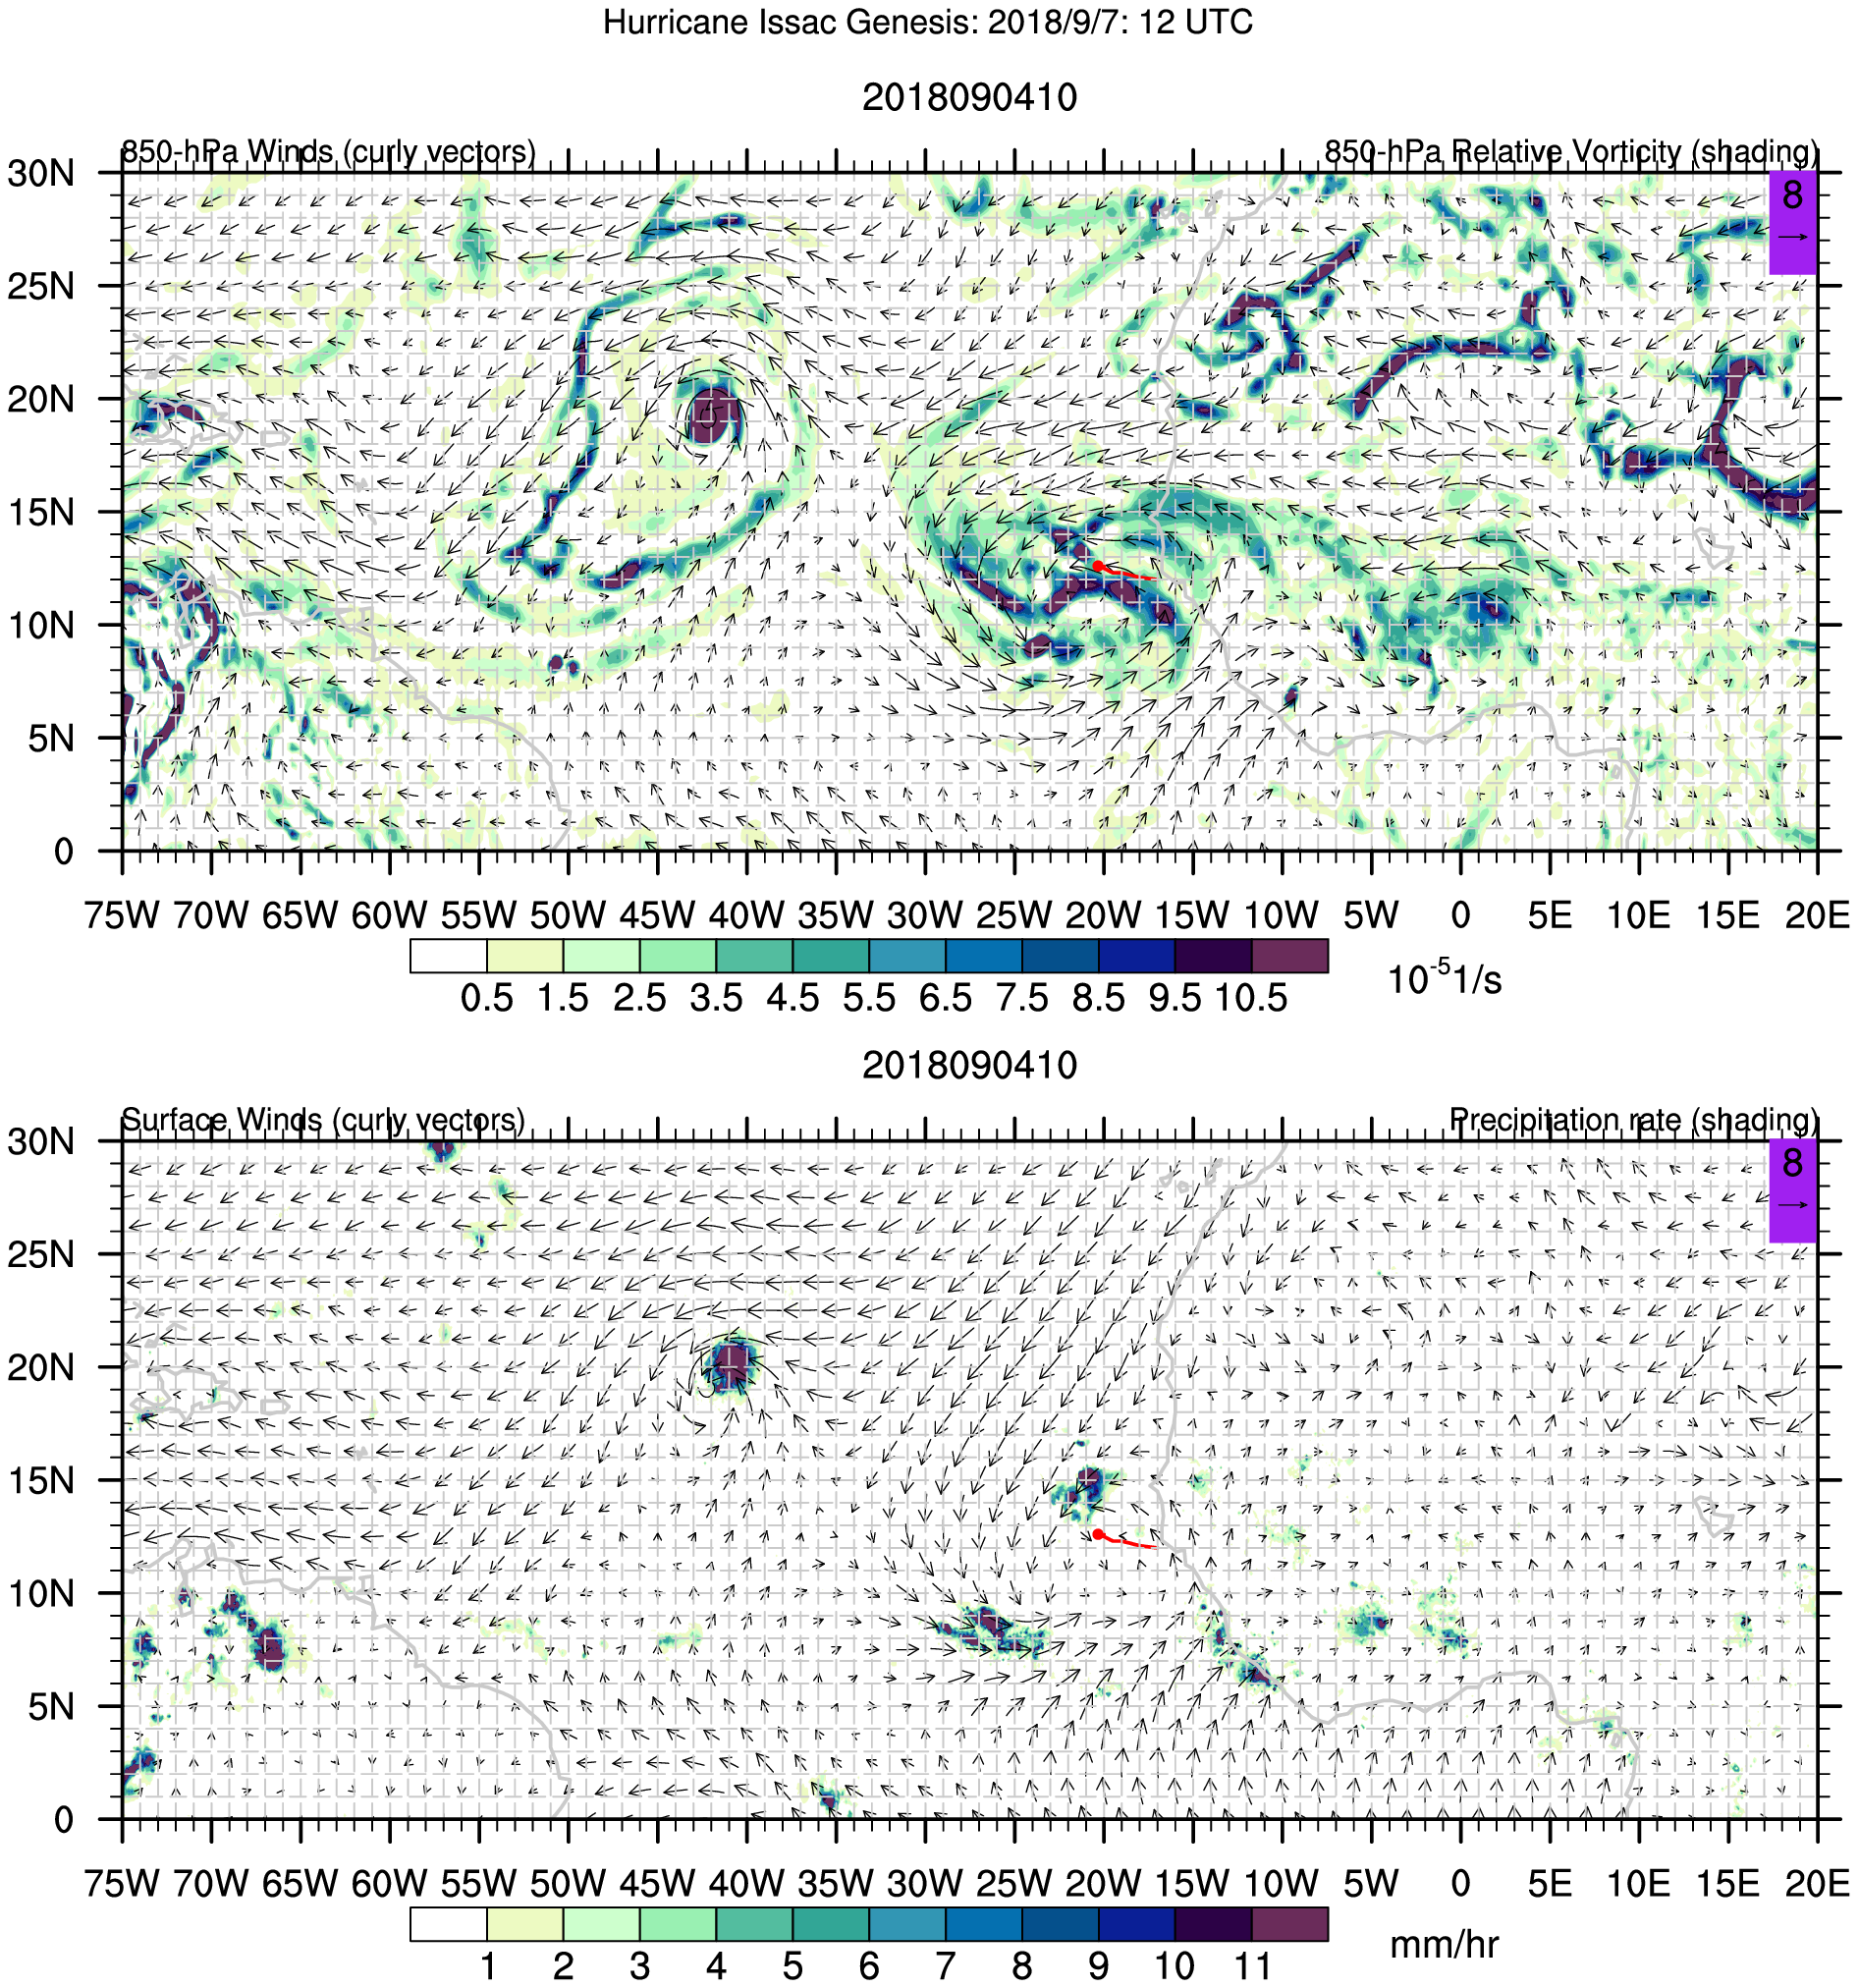 Hurricane Issac Genesis: 2018/9/7: 12 UTC
2018090410
850-hPa Winds (curly vectors) 850-hPa Relative Vorticity (shading)
8
30N
25N
20N
15N
10N
5N
0
75W 70W 65W 60W 55W 50W 45W 40W 35W 30W 25W 20W 15W 10W 5W 0 5E 10E 15E 20E
0.5 1.5 2.5 3.5 4.5 5.5 6.5 7.5 8.5 9.5 10.5
10⁻⁵1/s
2018090410
Surface Winds (curly vectors) Precipitation rate (shading)
8
30N
25N
20N
15N
10N
5N
0
75W 70W 65W 60W 55W 50W 45W 40W 35W 30W 25W 20W 15W 10W 5W 0 5E 10E 15E 20E
1 2 3 4 5 6 7 8 9 10 11
mm/hr